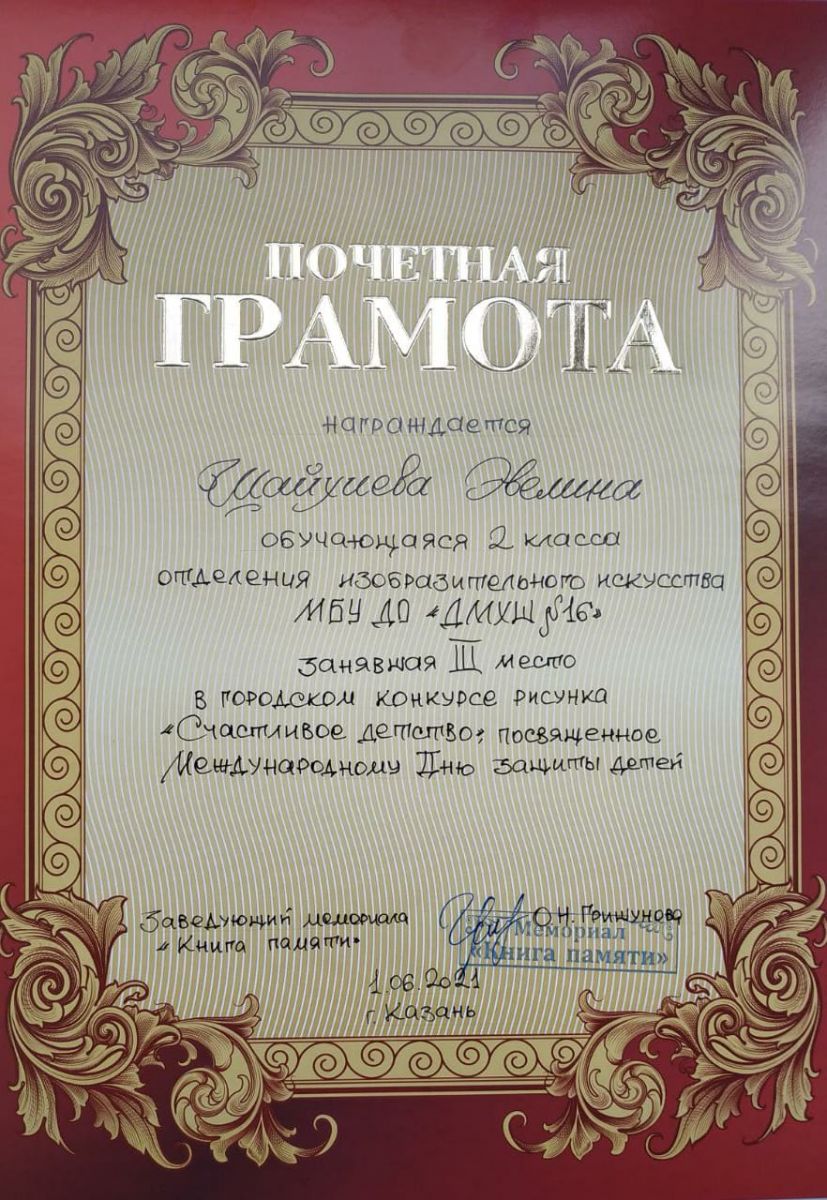 ПОЧЕТНАЯ
ГРАМОТА
награждается
Шайхиева Эвелина
обучающаяся 2 класса
отделения изобразительного искусства
МБУ ДО «ДМХШ №16»
занявшая III место
в городском конкурсе рисунка
«Счастливое детство», посвященное
Международному Дню защиты детей
Заведующий мемориала О.Н. Гришунова
«Книга памяти»
Мемориал
«Книга памяти»
1.06.2021
г. Казань